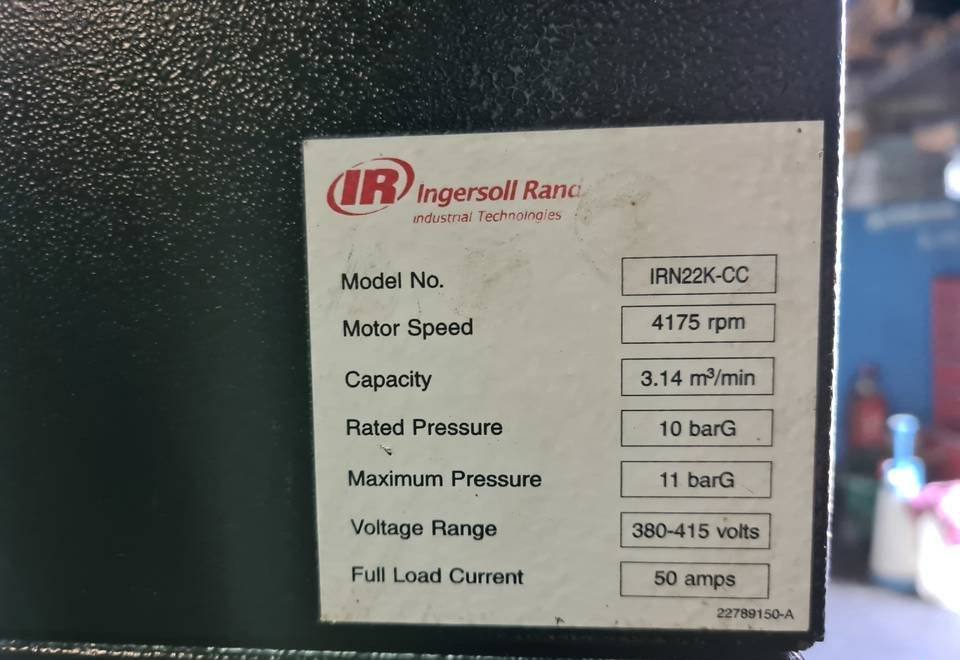 IR Ingersoll Rand
Industrial Technologies
Model No. IRN22K-CC
Motor Speed 4175 rpm
Capacity 3.14 m³/min
Rated Pressure 10 barG
Maximum Pressure 11 barG
Voltage Range 380-415 volts
Full Load Current 50 amps
22789150-A